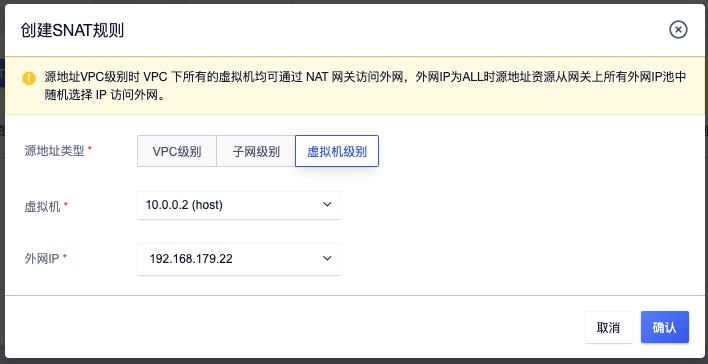 创建SNAT规则
源地址VPC级别时 VPC 下所有的虚拟机均可通过 NAT 网关访问外网，外网IP为ALL时源地址资源从网关上所有外网IP池中
随机选择 IP 访问外网。
源地址类型 * VPC级别 子网级别 虚拟机级别
虚拟机 * 10.0.0.2 (host)
外网IP * 192.168.179.22
取消 确认